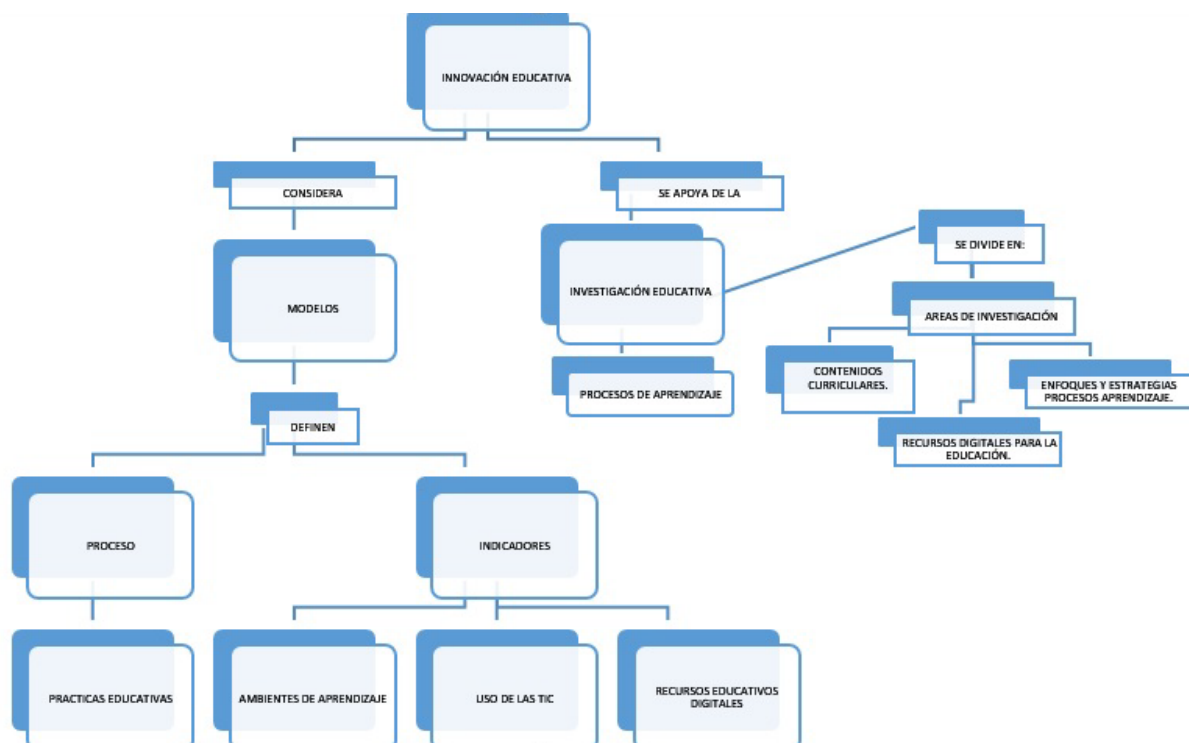 INNOVACIÓN EDUCATIVA
CONSIDERA
SE APOYA DE LA
SE DIVIDE EN:
MODELOS
INVESTIGACIÓN EDUCATIVA
AREAS DE INVESTIGACIÓN
PROCESOS DE APRENDIZAJE
CONTENIDOS
CURRICULARES.
ENFOQUES Y ESTRATEGIAS
PROCESOS APRENDIZAJE.
DEFINEN
RECURSOS DIGITALES PARA LA
EDUCACIÓN.
PROCESO
INDICADORES
PRACTICAS EDUCATIVAS
AMBIENTES DE APRENDIZAJE
USO DE LAS TIC
RECURSOS EDUCATIVOS
DIGITALES